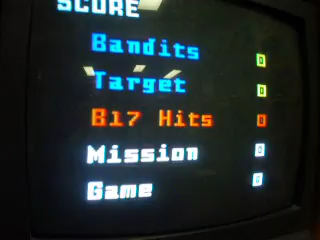 SCORE
Bandits 0
Target 0
B17 Hits 0
Mission 0
Game 0